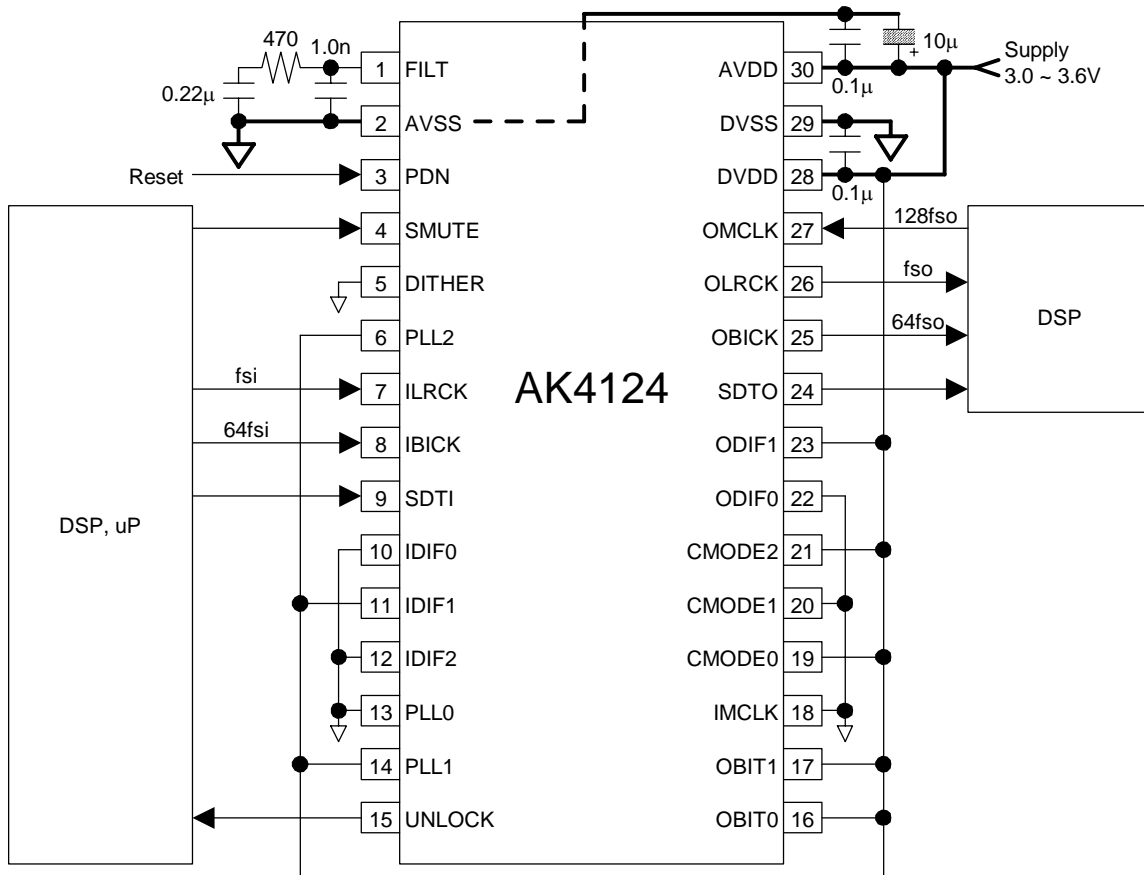 470
1.0n
0.22μ
Reset
DSP, uP
fsi
64fsi
1 FILT
2 AVSS
3 PDN
4 SMUTE
5 DITHER
6 PLL2
7 ILRCK
8 IBICK
9 SDTI
10 IDIF0
11 IDIF1
12 IDIF2
13 PLL0
14 PLL1
15 UNLOCK
AK4124
AVDD 30
DVSS 29
DVDD 28
OMCLK 27
OLRCK 26
OBICK 25
SDTO 24
ODIF1 23
ODIF0 22
CMODE2 21
CMODE1 20
CMODE0 19
IMCLK 18
OBIT1 17
OBIT0 16
10μ
+
0.1μ
0.1μ
Supply
3.0 ~ 3.6V
128fso
fso
64fso
DSP